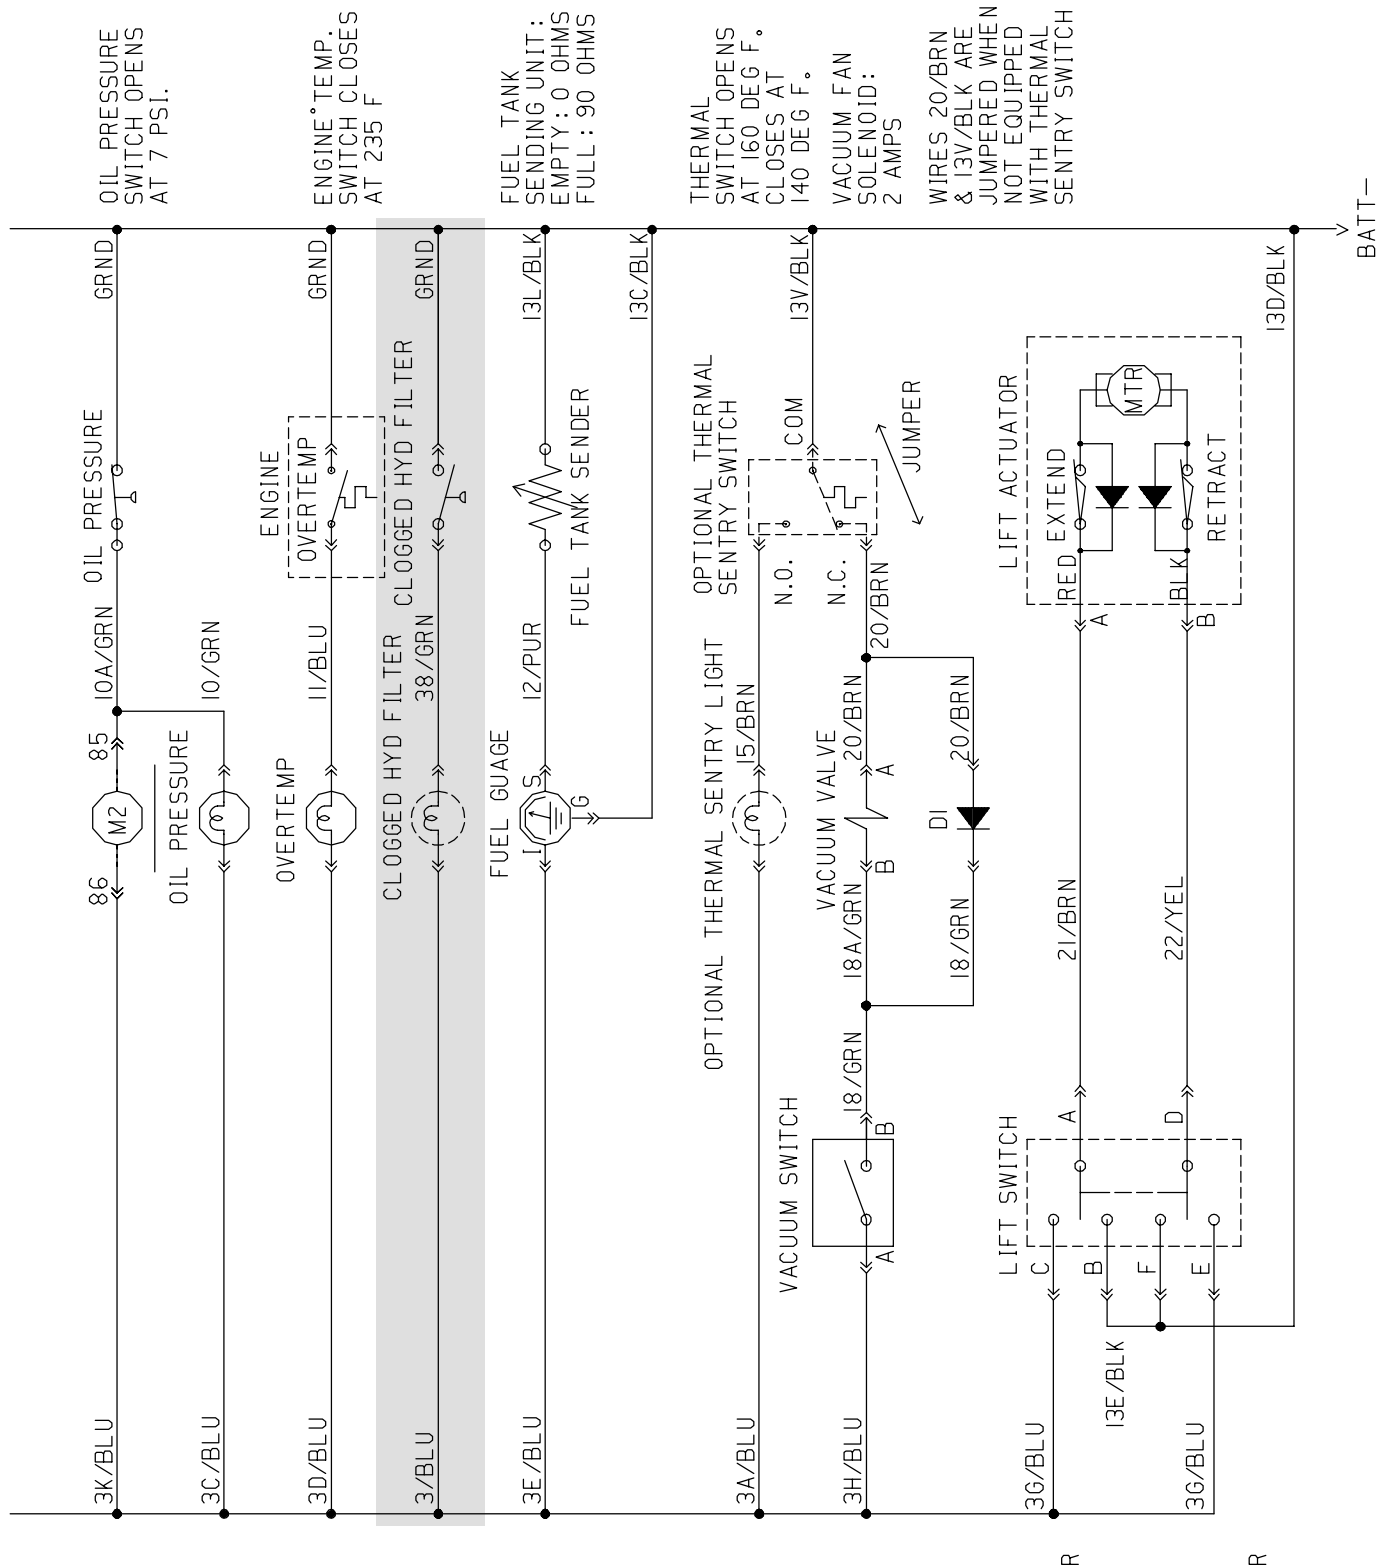 OIL PRESSURE
SWITCH OPENS
AT 7 PSI.
ENGINE°TEMP.
SWITCH CLOSES
AT 235 F
FUEL TANK
SENDING UNIT:
EMPTY: 0 OHMS
FULL: 90 OHMS
THERMAL
SWITCH OPENS
AT 160 DEG F.
CLOSES AT
140 DEG F.
VACUUM FAN
SOLENOID:
2 AMPS
WIRES 20/BRN
& 13V/BLK ARE
JUMPERED WHEN
NOT EQUIPPED
WITH THERMAL
SENTRY SWITCH
BATT-
3K/BLU
86
M2
85
10A/GRN
OIL PRESSURE
GRND
3C/BLU
OIL PRESSURE
10/GRN
3D/BLU
OVERTEMP
11/BLU
ENGINE
OVERTEMP
GRND
3/BLU
CLOGGED HYD FILTER
38/GRN
CLOGGED HYD FILTER
GRND
3E/BLU
FUEL GUAGE
I
S
G
12/PUR
FUEL TANK SENDER
13L/BLK
13C/BLK
3A/BLU
OPTIONAL THERMAL SENTRY LIGHT
15/BRN
OPTIONAL THERMAL
SENTRY SWITCH
N.O.
N.C.
COM
13V/BLK
JUMPER
3H/BLU
VACUUM SWITCH
A
B
18/GRN
18A/GRN
VACUUM VALVE
B
A
20/BRN
20/BRN
18/GRN
D1
20/BRN
3G/BLU
LIFT SWITCH
C
B
F
E
A
D
13E/BLK
3G/BLU
21/BRN
22/YEL
A
B
LIFT ACTUATOR
RED
EXTEND
BLK
RETRACT
MTR
13D/BLK
R
R